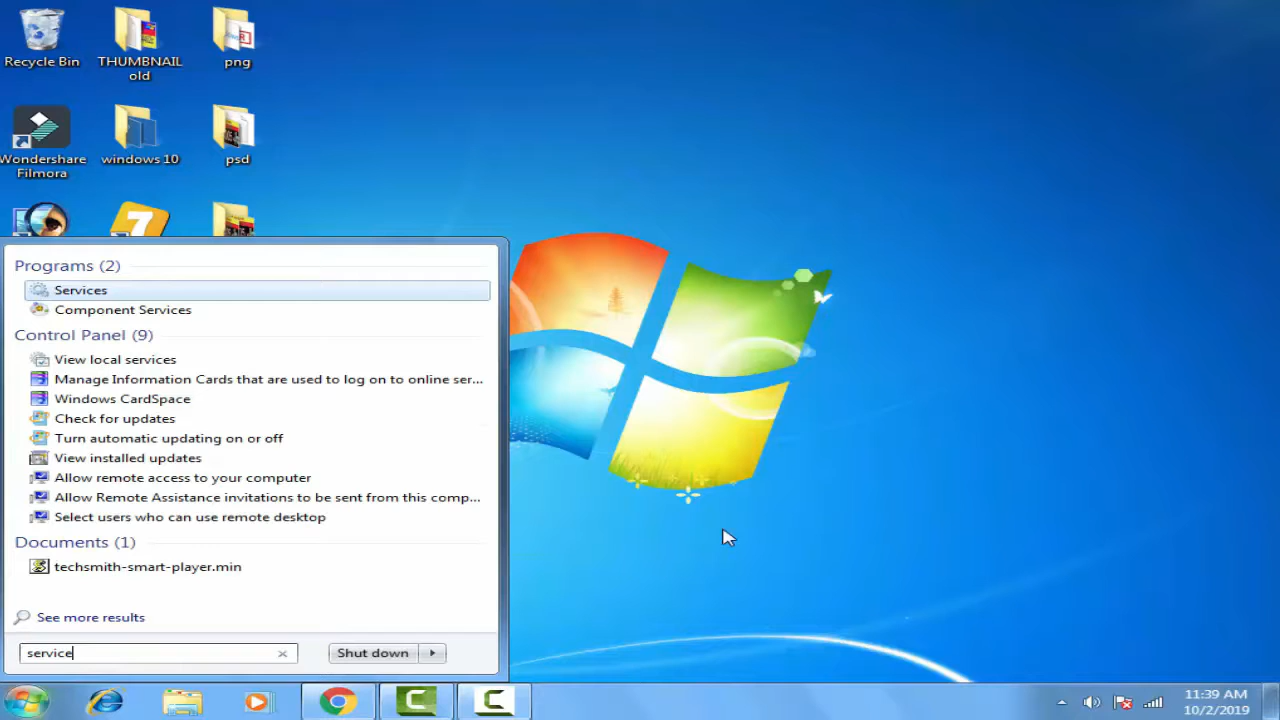 Recycle Bin
THUMBNAIL
old
png
Wondershare
Filmora
windows 10
psd
7
Programs (2)
Services
Component Services
Control Panel (9)
View local services
Manage Information Cards that are used to log on to online ser...
Windows CardSpace
Check for updates
Turn automatic updating on or off
View installed updates
Allow remote access to your computer
Allow Remote Assistance invitations to be sent from this comp...
Select users who can use remote desktop
Documents (1)
techsmith-smart-player.min
See more results
service
Shut down
11:39 AM
10/2/2019